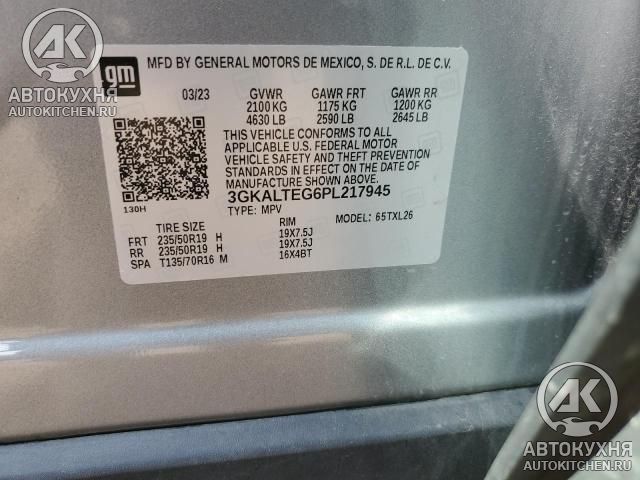 АК
АВТОКУХНЯ
AUTOKITCHEN.RU
gm
MFD BY GENERAL MOTORS DE MEXICO, S. DE R.L. DE C.V.
03/23 GVWR GAWR FRT GAWR RR
2100 KG 1175 KG 1200 KG
4630 LB 2590 LB 2645 LB
THIS VEHICLE CONFORMS TO ALL
APPLICABLE U.S. FEDERAL MOTOR
VEHICLE SAFETY AND THEFT PREVENTION
STANDARDS IN EFFECT ON THE DATE OF
MANUFACTURE SHOWN ABOVE.
3GKALTEG6PL217945
130H
TYPE: MPV MODEL: 65TXL26
TIRE SIZE RIM
FRT 235/50R19 H 19X7.5J
RR 235/50R19 H 19X7.5J
SPA T135/70R16 M 16X4BT
АК
АВТОКУХНЯ
AUTOKITCHEN.RU